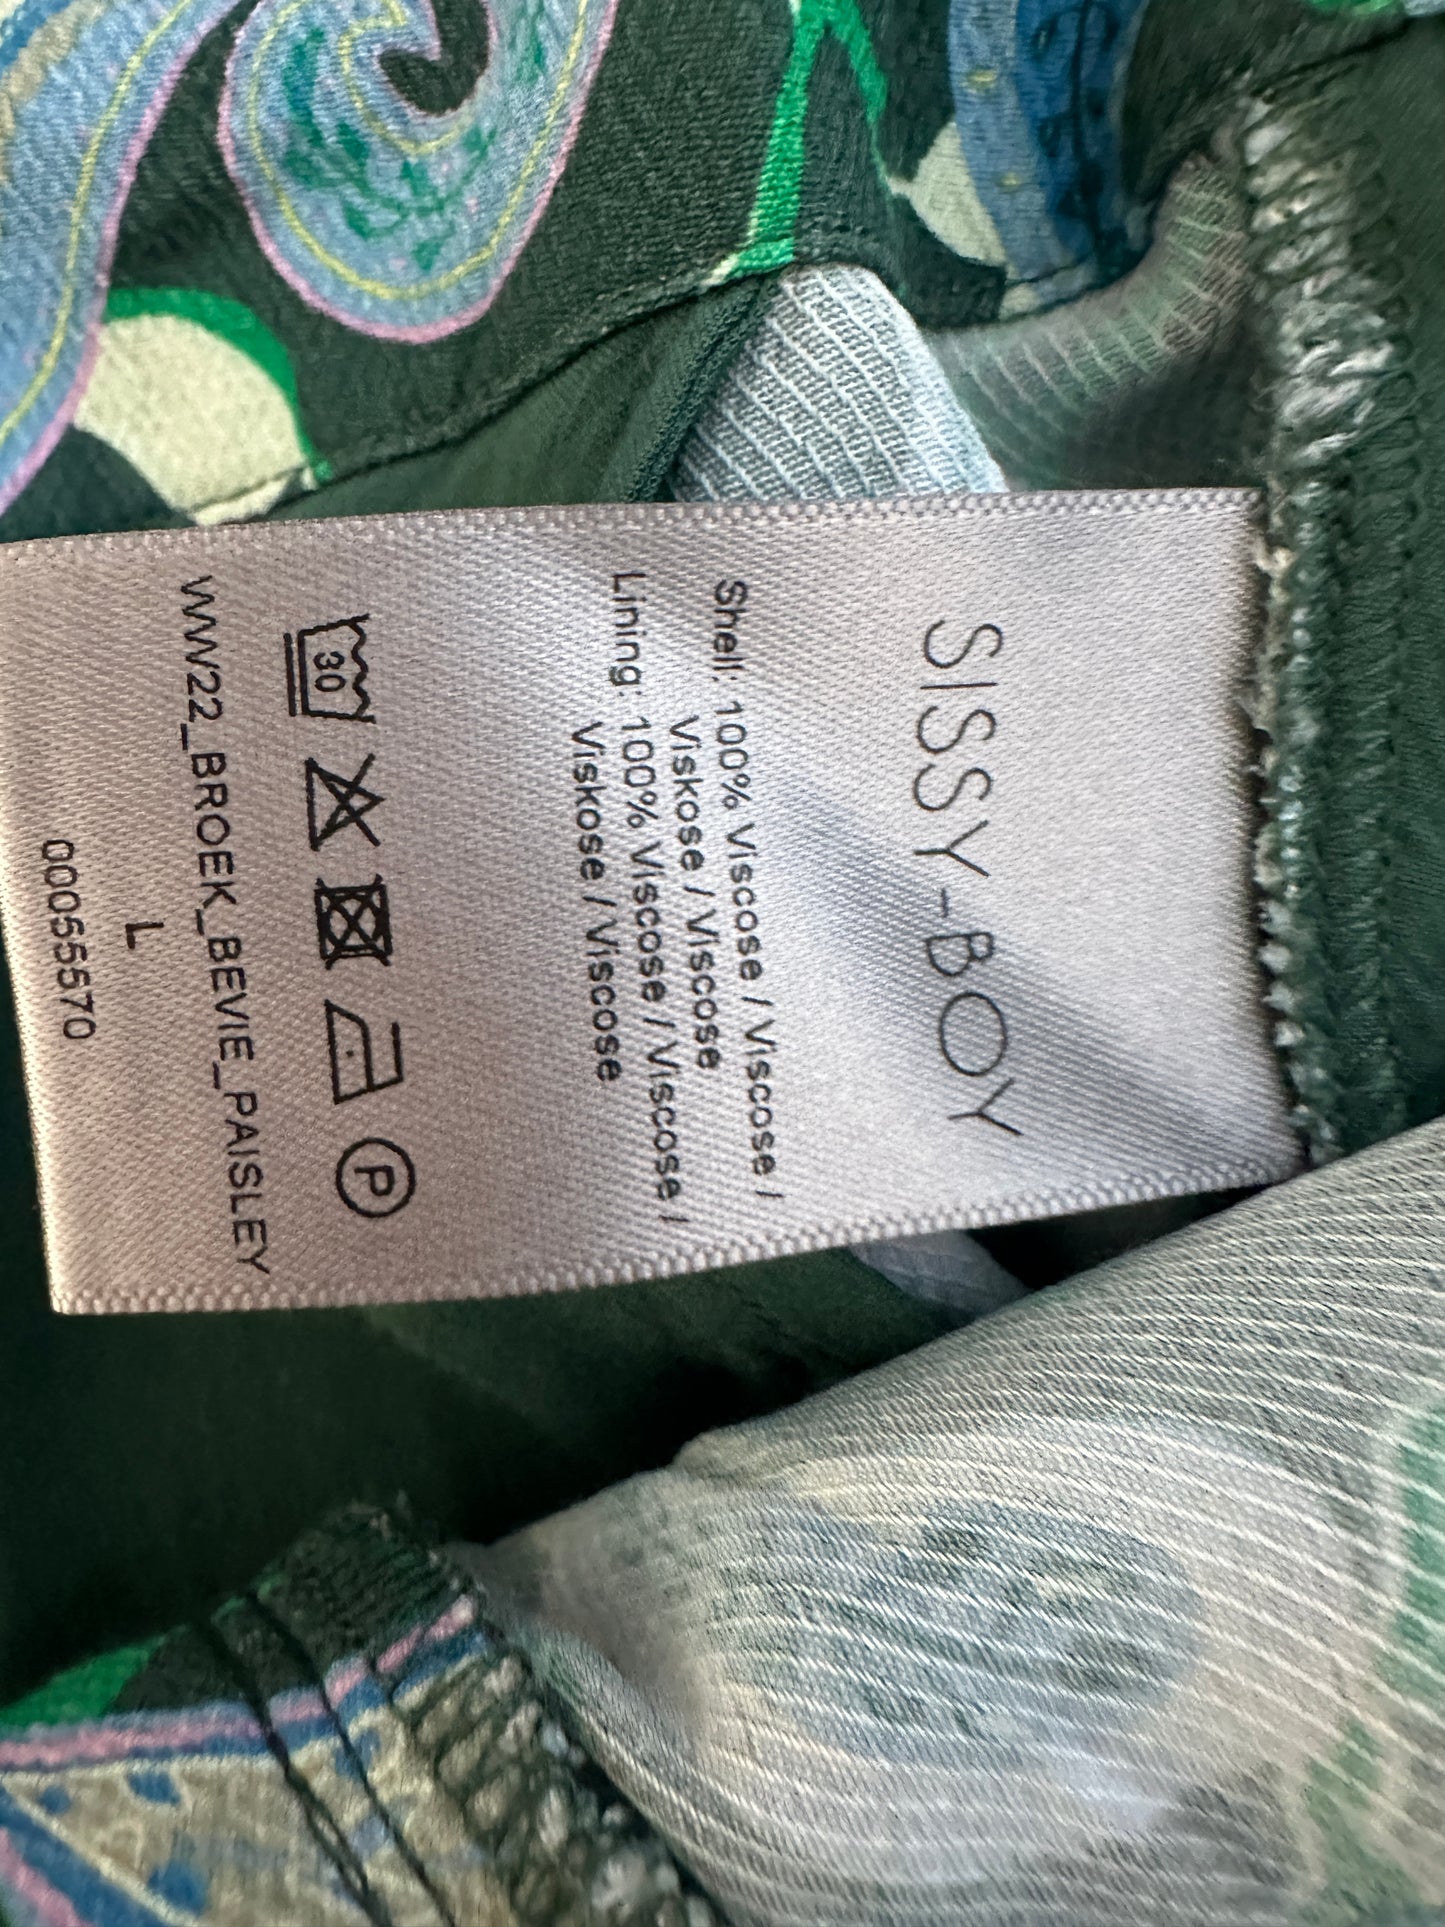 SISSY-BOY
Shell: 100% Viscose / Viscose /
Viskose / Viscose
Lining: 100% Viscose / Viscose /
Viskose / Viscose
30
P
WW22_BROEK_BEVIE_PAISLEY
L
00055570